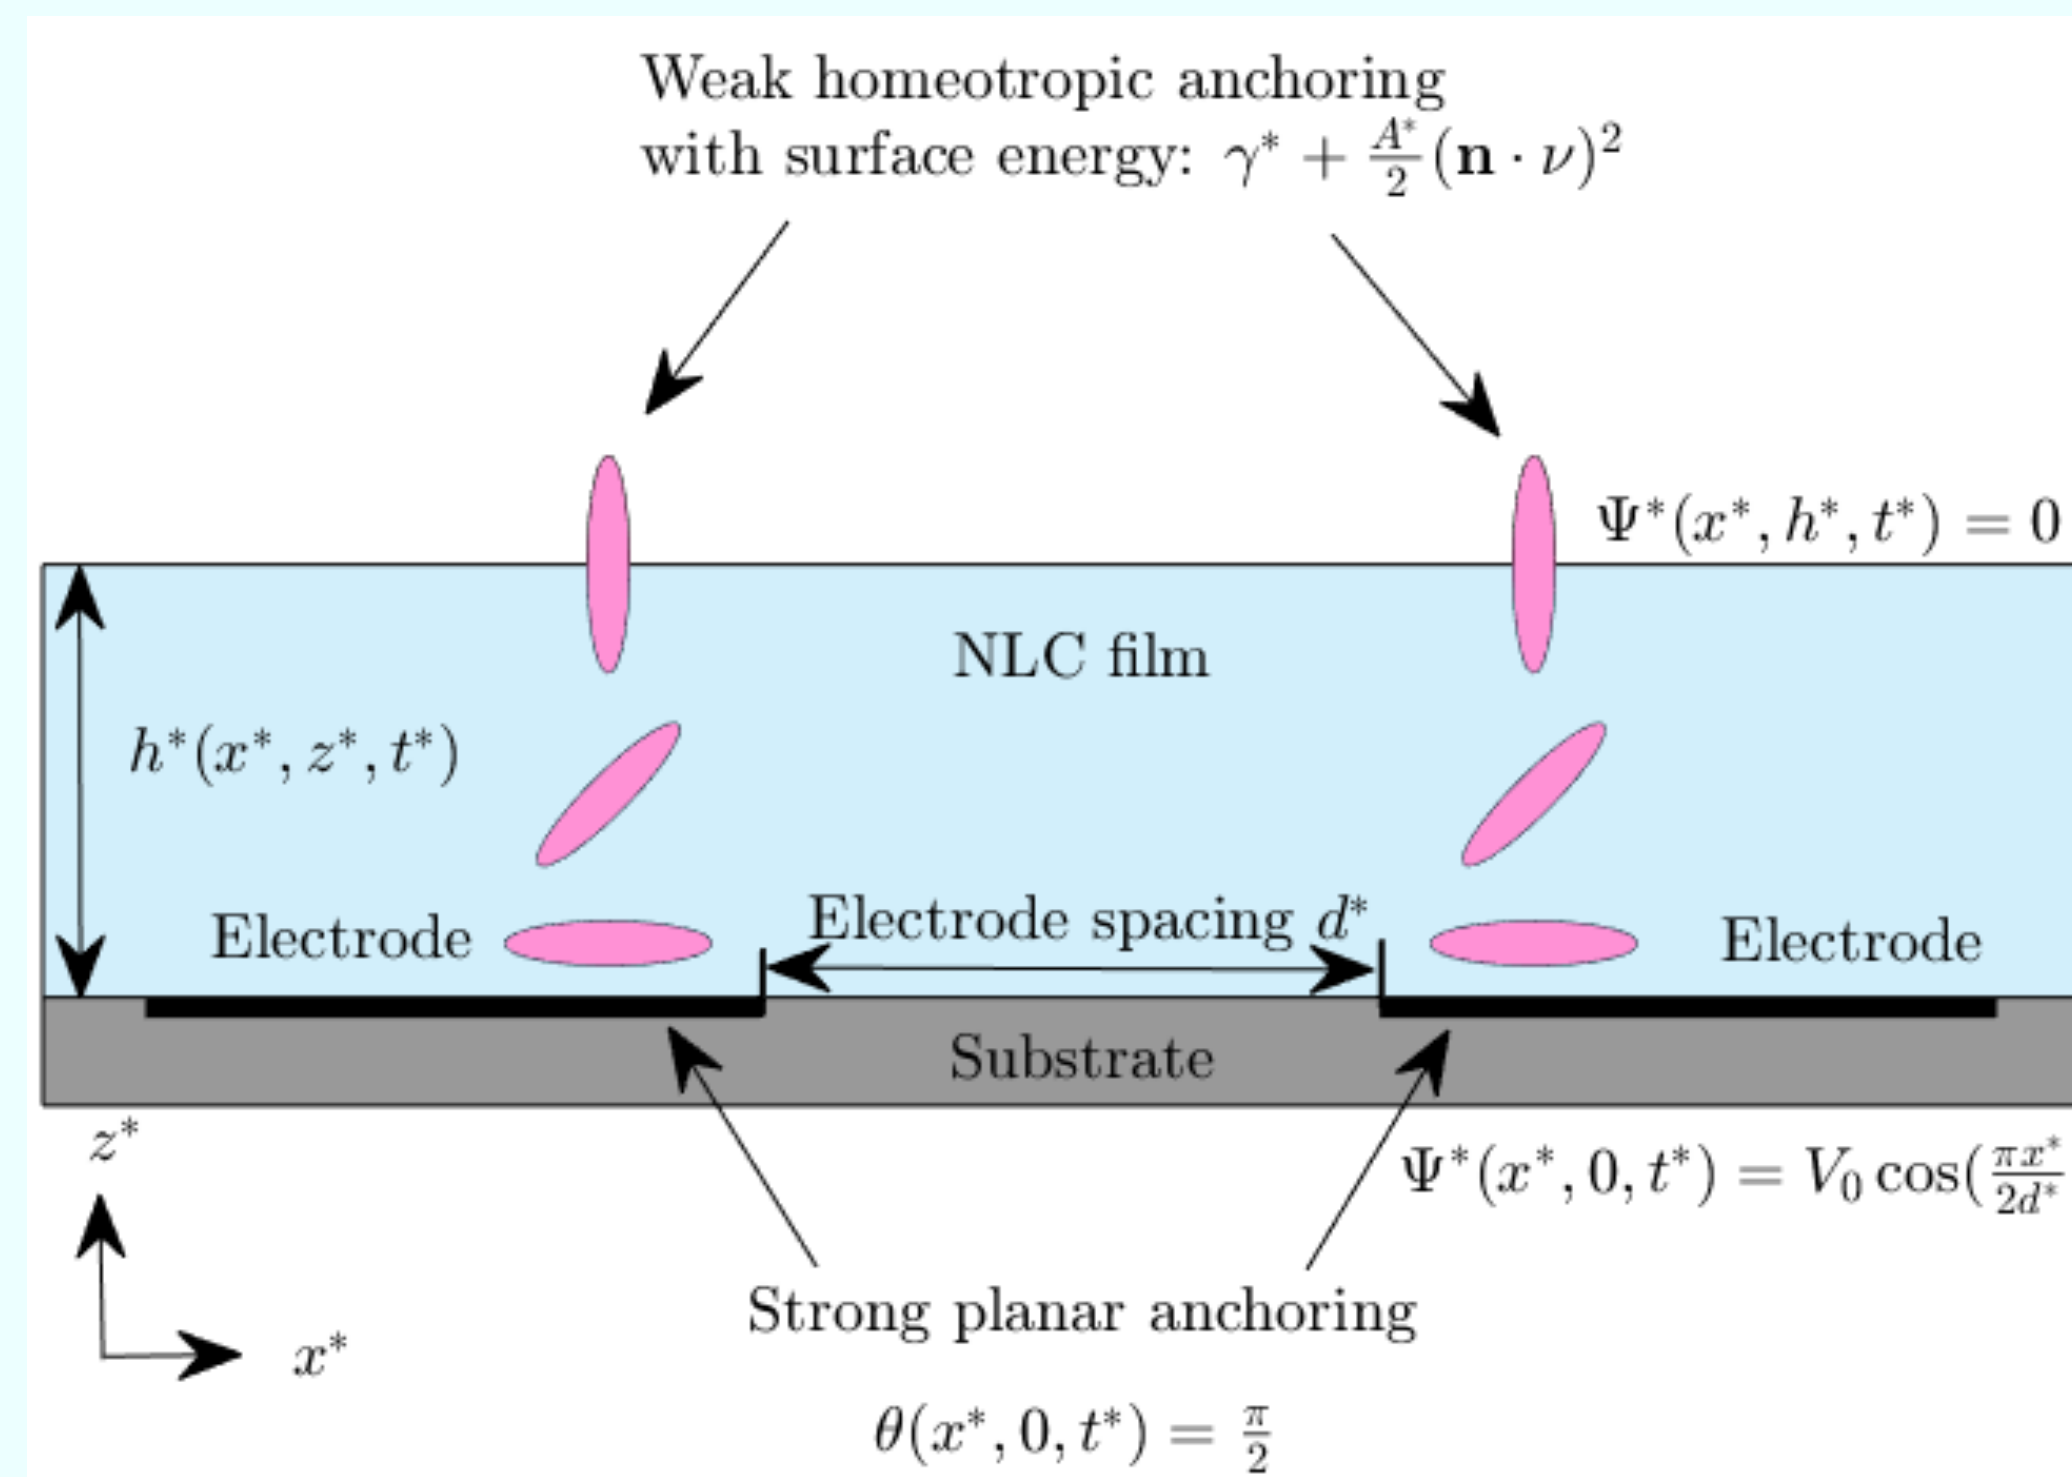 Weak homeotropic anchoring
with surface energy: γ* + A*/2 (n · ν)²
Ψ*(x*, h*, t*) = 0
NLC film
h*(x*, z*, t*)
Electrode spacing d*
Electrode
Electrode
Substrate
z*
Ψ*(x*, 0, t*) = V₀ cos(πx*/2d*
Strong planar anchoring
x*
θ(x*, 0, t*) = π/2